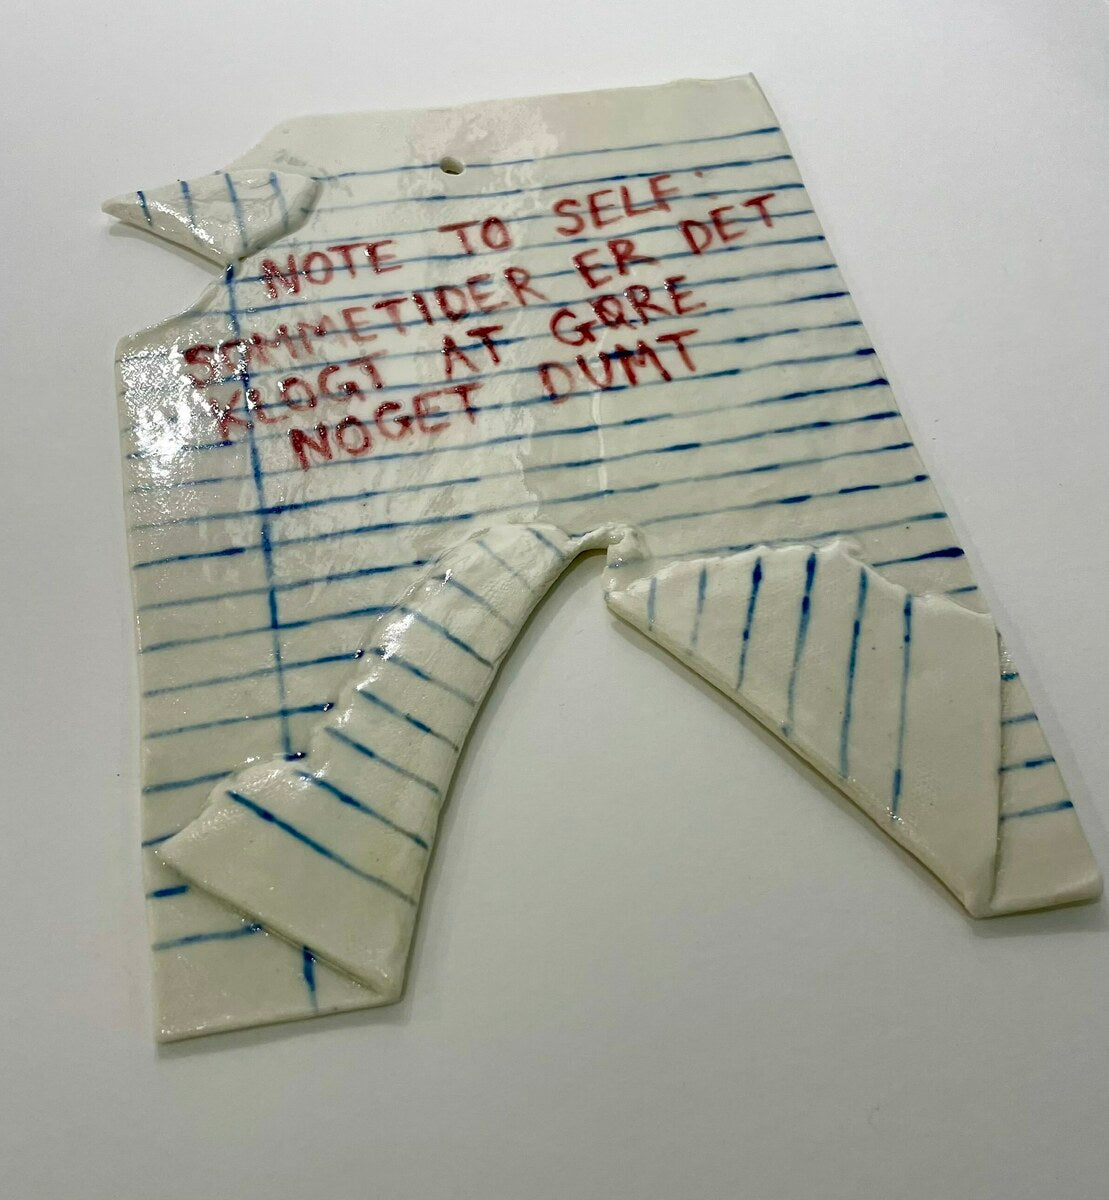 NOTE TO SELF:
SOMMETIDER ER DET
KLOGT AT GØRE
NOGET DUMT